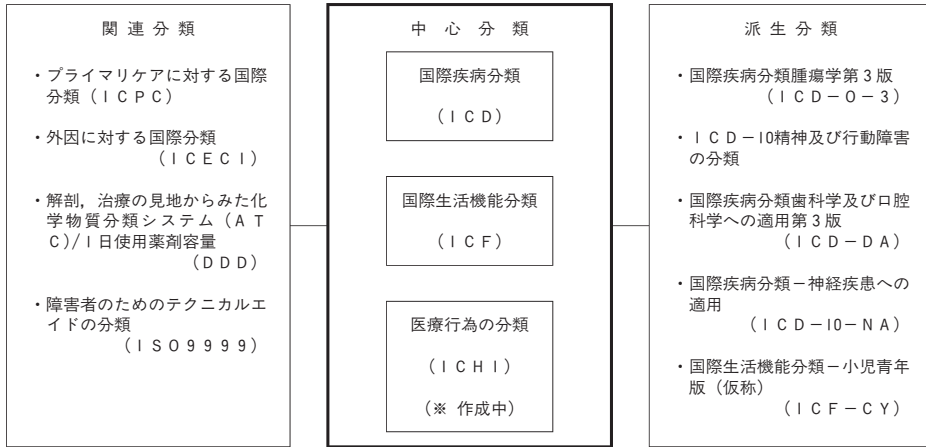 関連分類
・プライマリケアに対する国際
分類（ICPC）
・外因に対する国際分類
（ICECI）
・解剖，治療の見地からみた化
学物質分類システム（AT
C）/1日使用薬剤容量
（DDD）
・障害者のためのテクニカルエ
イドの分類
（ISO9999）
中心分類
国際疾病分類
（ICD）
国際生活機能分類
（ICF）
医療行為の分類
（ICHI）
（※ 作成中）
派生分類
・国際疾病分類腫瘍学第3版
（ICD－O－3）
・ICD－10精神及び行動障害
の分類
・国際疾病分類歯科学及び口腔
科学への適用第3版
（ICD－DA）
・国際疾病分類－神経疾患への
適用
（ICD－10－NA）
・国際生活機能分類－小児青年
版（仮称）
（ICF－CY）